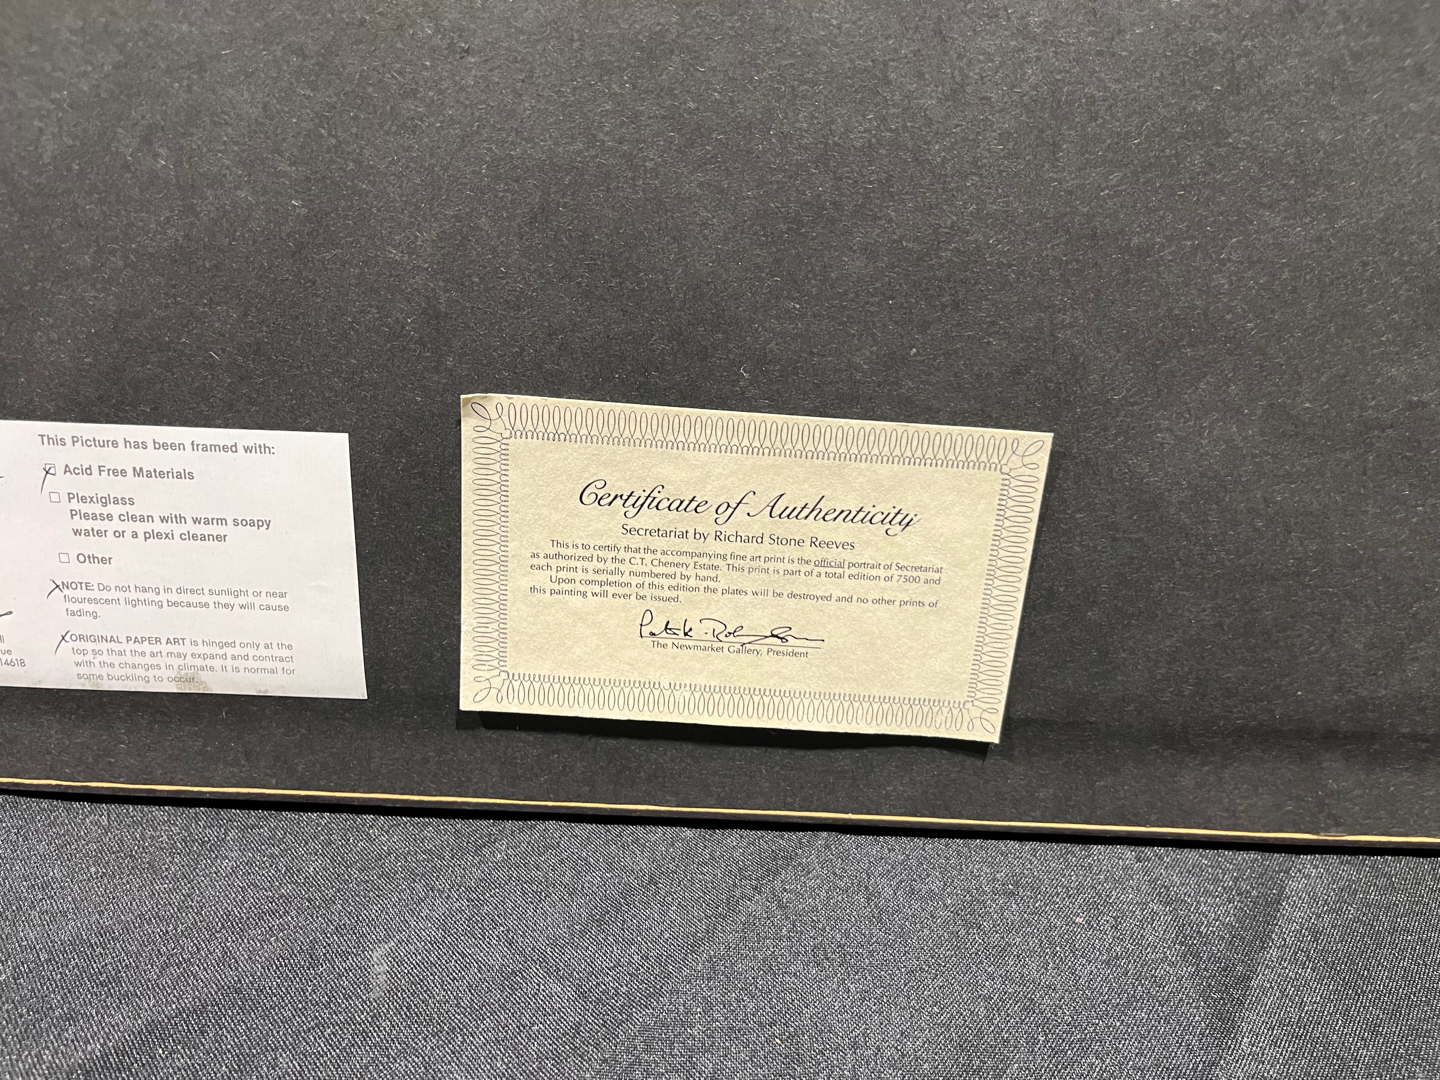 This Picture has been framed with:
Acid Free Materials
Plexiglass
Please clean with warm soapy
water or a plexi cleaner
Other
NOTE: Do not hang in direct sunlight or near
flourescent lighting because they will cause
fading.
ORIGINAL PAPER ART is hinged only at the
top so that the art may expand and contract
with the changes in climate. It is normal for
some buckling to occur.
ll
ue
14618
Certificate of Authenticity
Secretariat by Richard Stone Reeves
This is to certify that the accompanying fine art print is the official portrait of Secretariat
as authorized by the C.T. Chenery Estate. This print is part of a total edition of 7500 and
each print is serially numbered by hand.
Upon completion of this edition the plates will be destroyed and no other prints of
this painting will ever be issued.
The Newmarket Gallery, President